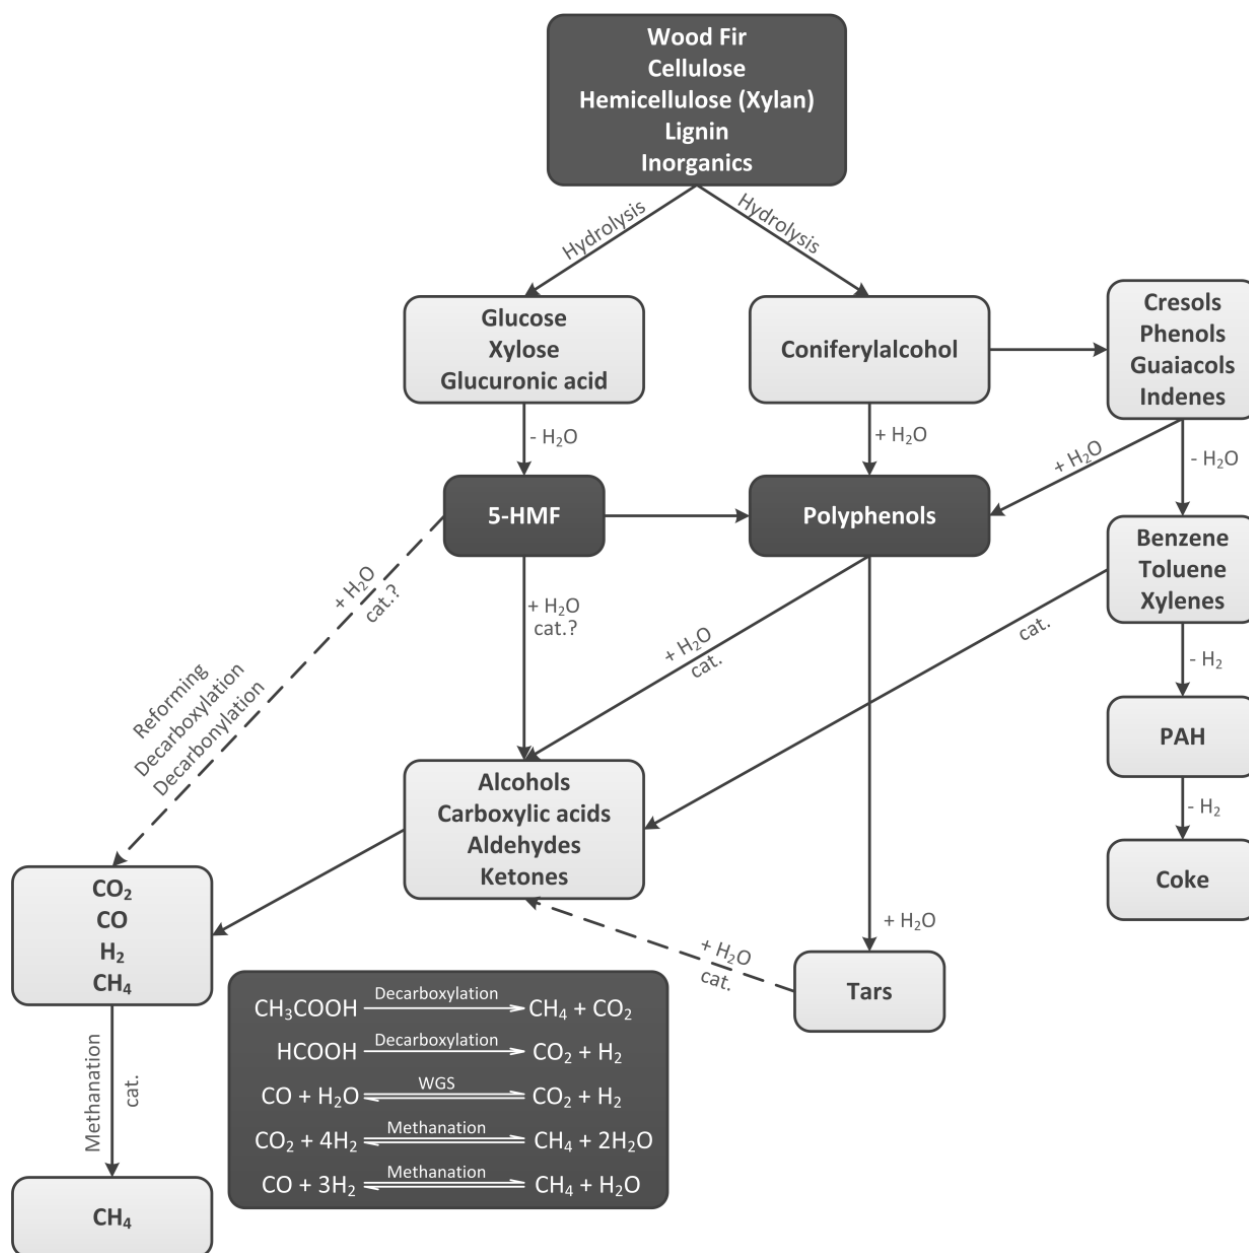 Wood Fir
Cellulose
Hemicellulose (Xylan)
Lignin
Inorganics
Hydrolysis
Hydrolysis
Glucose
Xylose
Glucuronic acid
Coniferylalcohol
Cresols
Phenols
Guaiacols
Indenes
- H₂O
+ H₂O
+ H₂O
- H₂O
5-HMF
Polyphenols
Benzene
Toluene
Xylenes
+ H₂O
cat.?
+ H₂O
cat.?
+ H₂O
cat.
cat.
- H₂
Reforming
Decarboxylation
Decarbonylation
PAH
- H₂
Alcohols
Carboxylic acids
Aldehydes
Ketones
Coke
CO₂
CO
H₂
CH₄
+ H₂O
+ H₂O
cat.
Tars
CH₃COOH Decarboxylation CH₄ + CO₂
HCOOH Decarboxylation CO₂ + H₂
CO + H₂O WGS CO₂ + H₂
CO₂ + 4H₂ Methanation CH₄ + 2H₂O
CO + 3H₂ Methanation CH₄ + H₂O
Methanation
cat.
CH₄